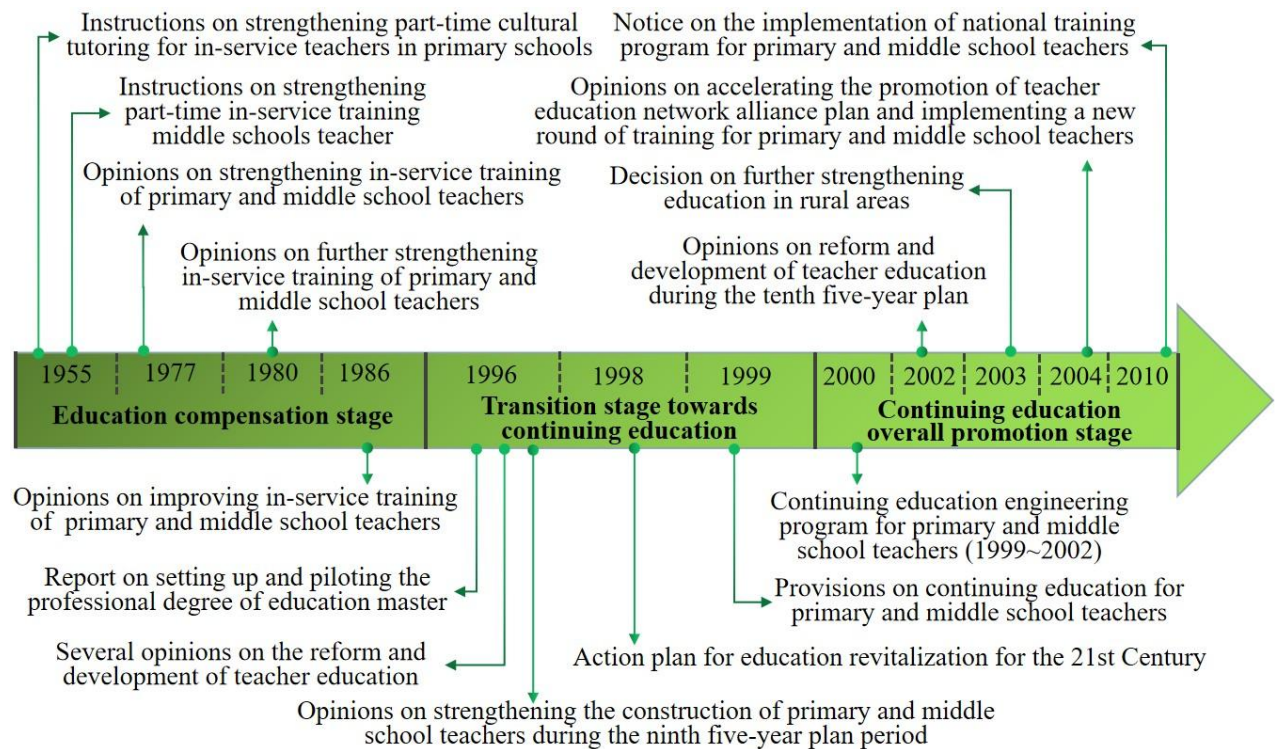 Instructions on strengthening part-time cultural
tutoring for in-service teachers in primary schools
Instructions on strengthening
part-time in-service training
middle schools teacher
Opinions on strengthening in-service training
of primary and middle school teachers
Opinions on further strengthening
in-service training of primary and
middle school teachers
Notice on the implementation of national training
program for primary and middle school teachers
Opinions on accelerating the promotion of teacher
education network alliance plan and implementing a new
round of training for primary and middle school teachers
Decision on further strengthening
education in rural areas
Opinions on reform and
development of teacher education
during the tenth five-year plan
1955 1977 1980 1986 1996 1998 1999 2000 2002 2003 2004 2010
Education compensation stage
Transition stage towards
continuing education
Continuing education
overall promotion stage
Opinions on improving in-service training
of primary and middle school teachers
Report on setting up and piloting the
professional degree of education master
Several opinions on the reform and
development of teacher education
Opinions on strengthening the construction of primary and middle
school teachers during the ninth five-year plan period
Action plan for education revitalization for the 21st Century
Provisions on continuing education for
primary and middle school teachers
Continuing education engineering
program for primary and middle
school teachers (1999~2002)